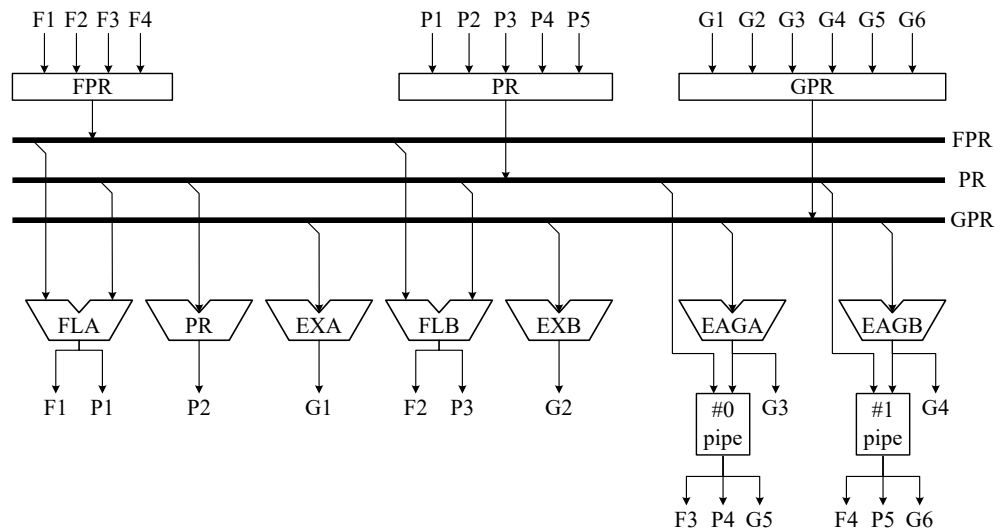 F1 F2 F3 F4 P1 P2 P3 P4 P5 G1 G2 G3 G4 G5 G6
FPR PR GPR
FPR
PR
GPR
FLA PR EXA FLB EXB EAGA EAGB
F1 P1 P2 G1 F2 P3 G2 #0 pipe G3 #1 pipe G4
F3 P4 G5 F4 P5 G6